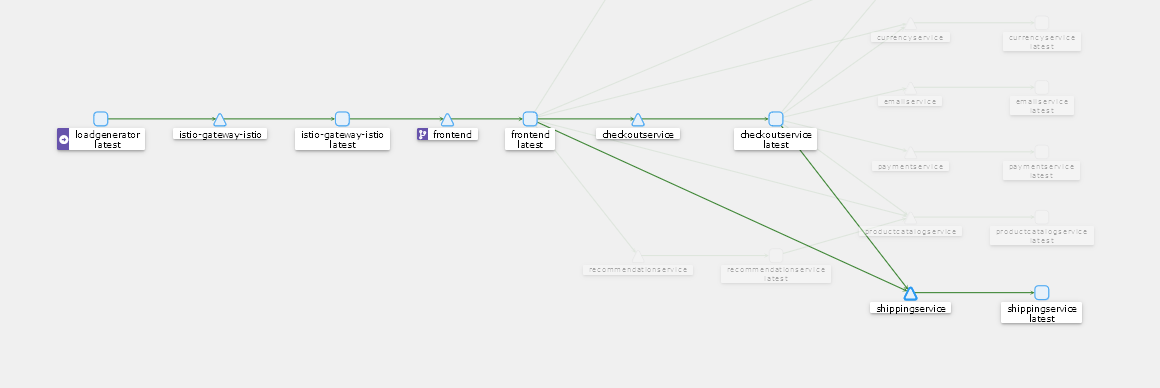 currencyservice
currencyservice
latest
emailservice
emailservice
latest
loadgenerator
latest
istio-gateway-istio
istio-gateway-istio
latest
frontend
frontend
latest
checkoutservice
checkoutservice
latest
paymentservice
paymentservice
latest
productcatalogservice
productcatalogservice
latest
recommendationservice
recommendationservice
latest
shippingservice
shippingservice
latest